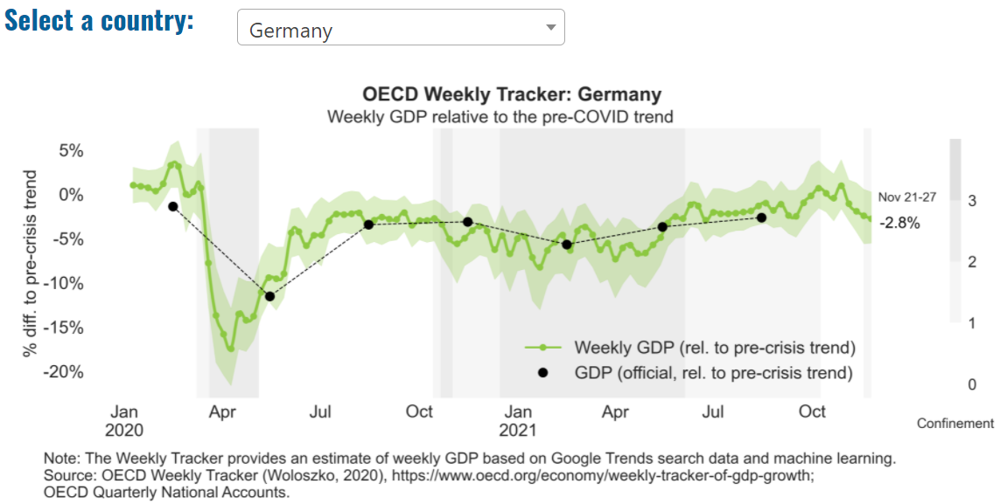 Select a country:
Germany
OECD Weekly Tracker: Germany
Weekly GDP relative to the pre-COVID trend
% diff. to pre-crisis trend
5%
0%
-5%
-10%
-15%
-20%
Nov 21-27
-2.8%
3
2
1
0
Confinement
Weekly GDP (rel. to pre-crisis trend)
GDP (official, rel. to pre-crisis trend)
Jan Apr Jul Oct Jan Apr Jul Oct
2020 2021
Note: The Weekly Tracker provides an estimate of weekly GDP based on Google Trends search data and machine learning.
Source: OECD Weekly Tracker (Woloszko, 2020), https://www.oecd.org/economy/weekly-tracker-of-gdp-growth;
OECD Quarterly National Accounts.